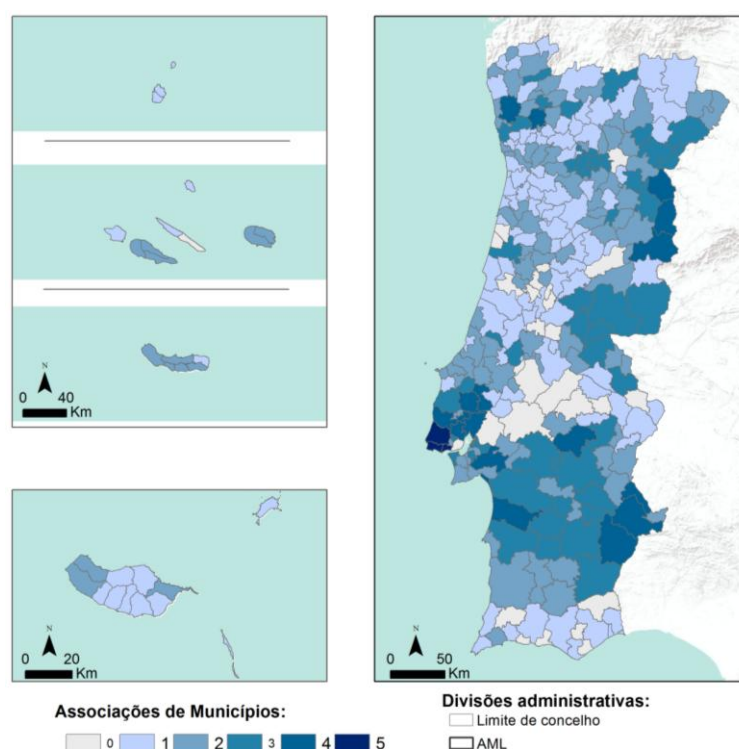 N
0 40
Km
N
0 20
Km
N
0 50
Km
Associações de Municípios:
0 1 2 3 4 5
Divisões administrativas:
Limite de concelho
AML